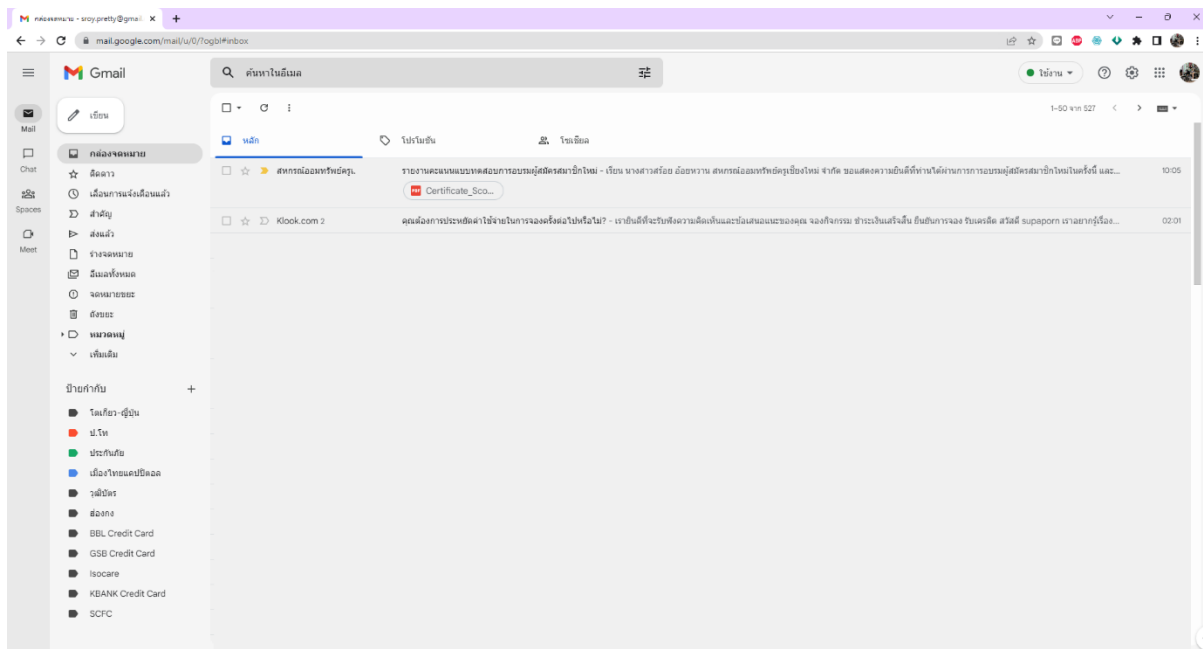 กล่องจดหมาย - sroy.pretty@gmail
mail.google.com/mail/u/0/?ogbl#inbox
Gmail
ค้นหาในอีเมล
ใช้งาน
Mail
Chat
Spaces
Meet
เขียน
กล่องจดหมาย
ติดดาว
เลื่อนการแจ้งเตือนแล้ว
สำคัญ
ส่งแล้ว
ร่างจดหมาย
อีเมลทั้งหมด
จดหมายขยะ
ถังขยะ
หมวดหมู่
เพิ่มเติม
ป้ายกำกับ
โตเกียว-ญี่ปุ่น
ป.โท
ประกันภัย
เมืองไทยแคปปิตอล
วุฒิบัตร
ฮ่องกง
BBL Credit Card
GSB Credit Card
Isocare
KBANK Credit Card
SCFC
1-50 จาก 527
หลัก
โปรโมชัน
โซเชียล
สหกรณ์ออมทรัพย์ครู.
รายงานคะแนนแบบทดสอบการอบรมผู้สมัครสมาชิกใหม่ - เรียน นางสาวสร้อย อ้อยหวาน สหกรณ์ออมทรัพย์ครูเชียงใหม่ จำกัด ขอแสดงความยินดีที่ท่านได้ผ่านการการอบรมผู้สมัครสมาชิกใหม่ในครั้งนี้ และ...
10:05
PDF Certificate_Sco...
Klook.com 2
คุณต้องการประหยัดค่าใช้จ่ายในการจองครั้งต่อไปหรือไม่? - เรายินดีที่จะรับฟังความคิดเห็นและข้อเสนอแนะของคุณ จองกิจกรรม ชำระเงินเสร็จสิ้น ยืนยันการจอง รับเครดิต สวัสดี supaporn เราอยากรู้เรื่อง...
02:01